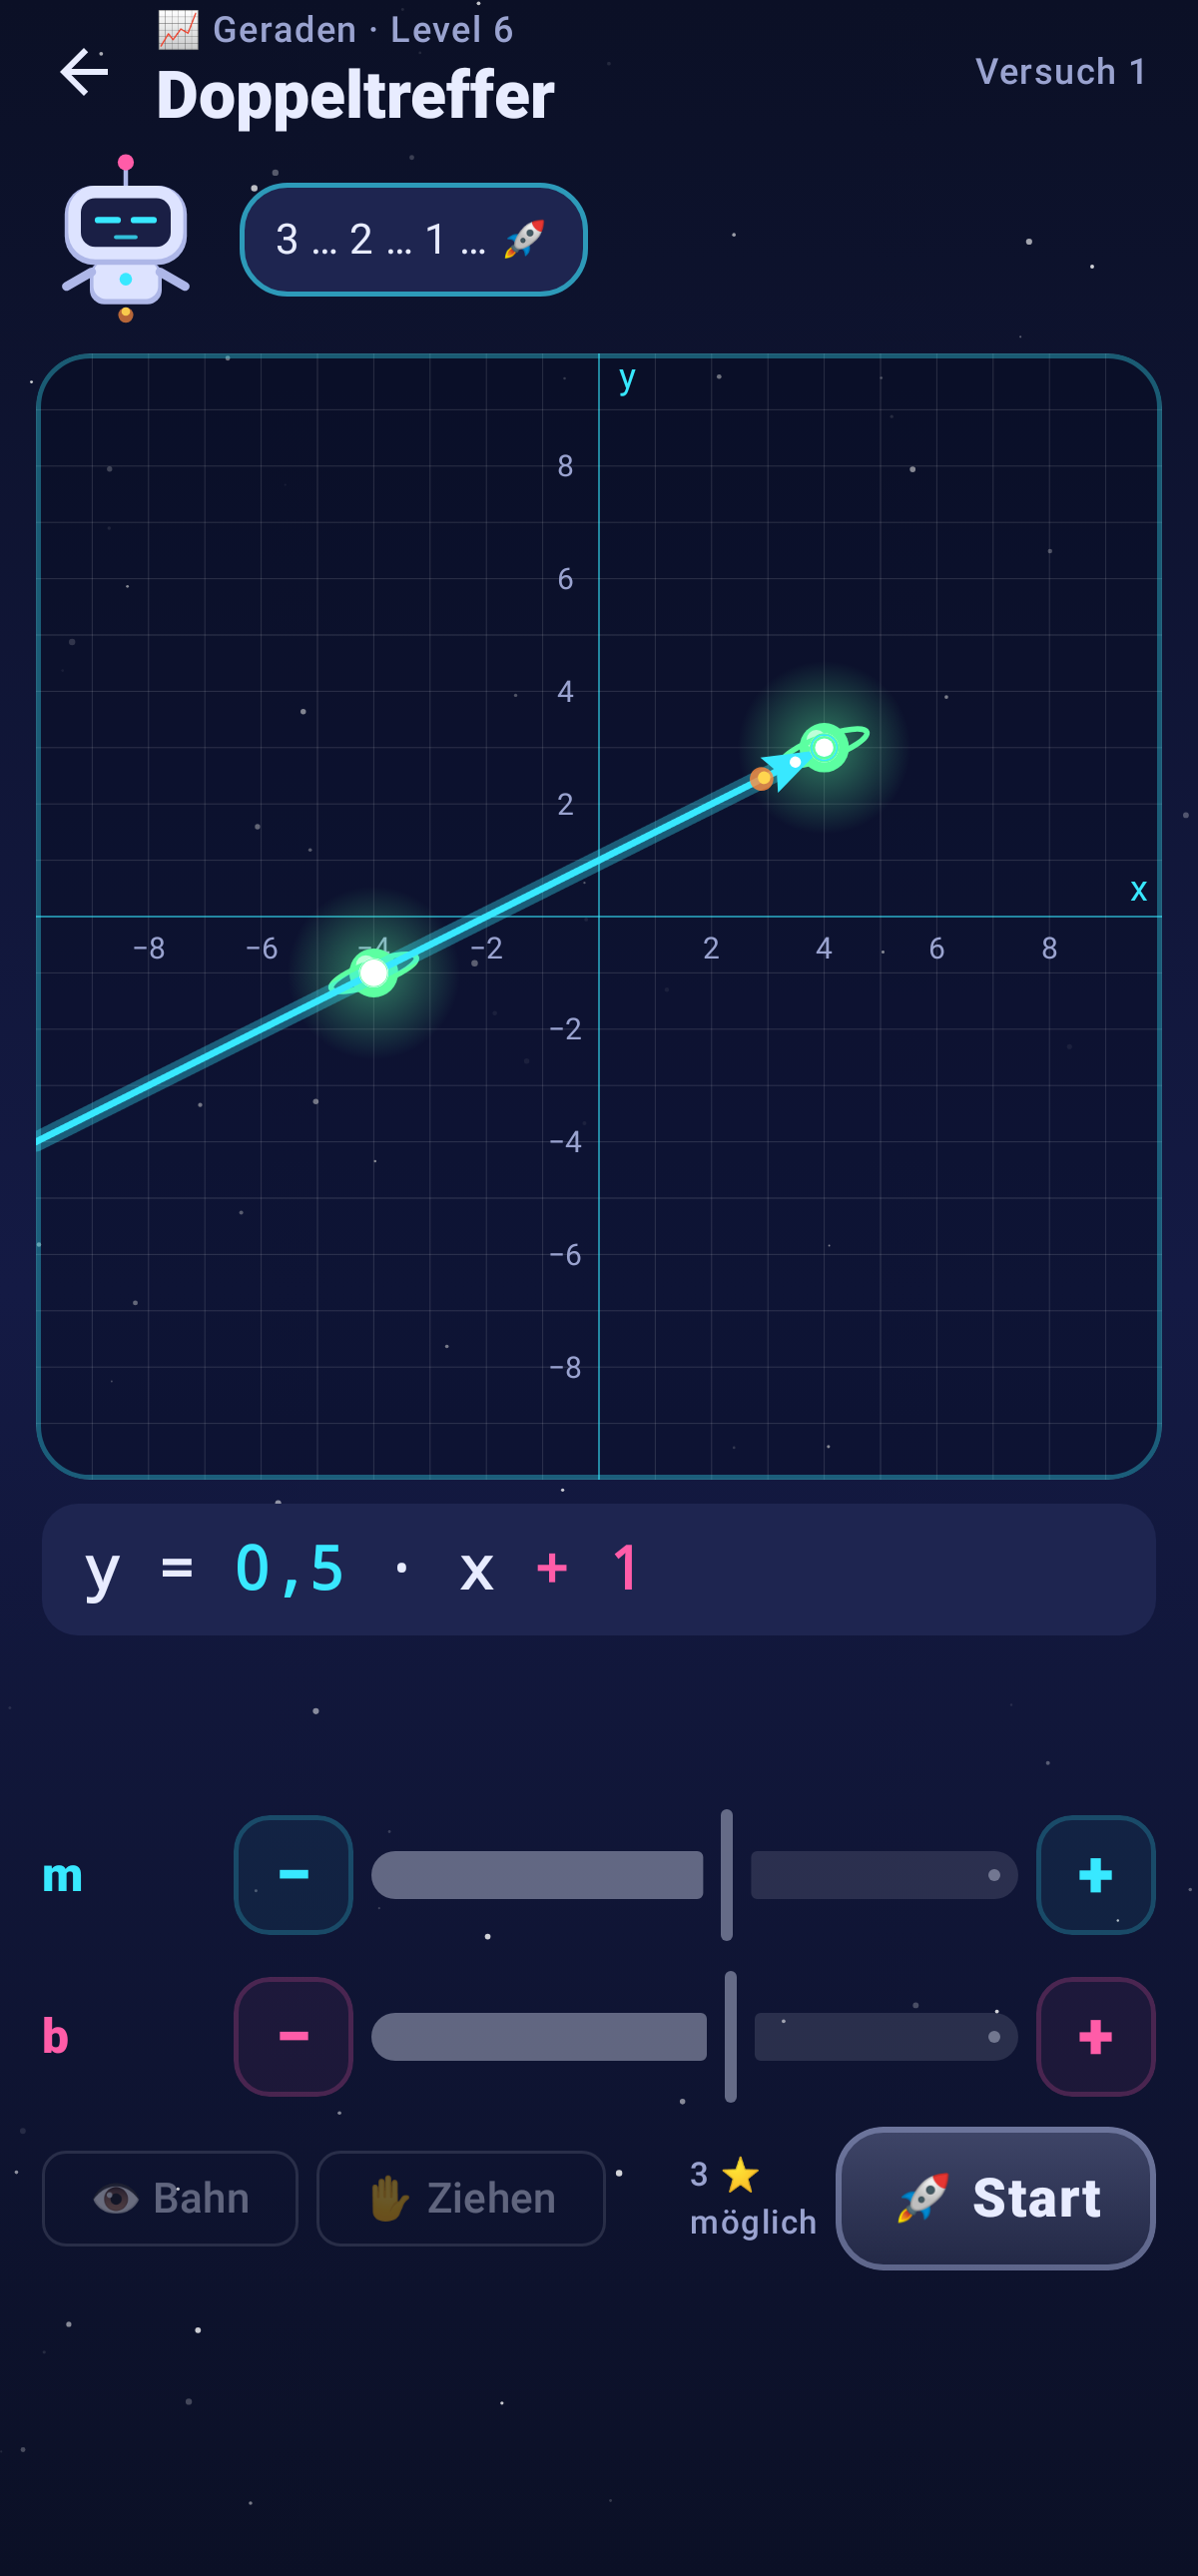 Geraden · Level 6
Doppeltreffer
Versuch 1
3 ... 2 ... 1 ... 🚀
y
8
6
4
2
x
−8 −6 −4 −2 2 4 6 8
−2
−4
−6
−8
y = 0,5 · x + 1
m − +
b − +
Bahn
Ziehen
3 ⭐
möglich
Start